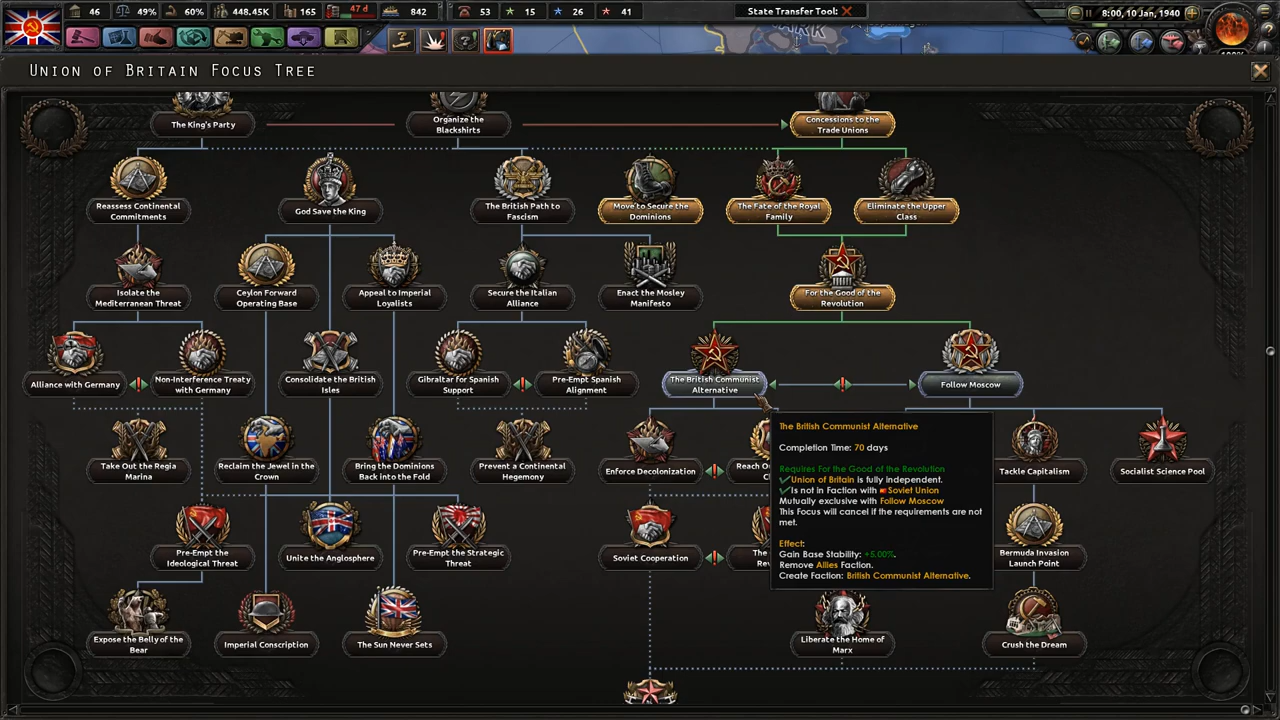 46
49%
60%
448.45K
165
47 d
842
53
15
26
41
State Transfer Tool:
8:00, 10 Jan, 1940
Union of Britain Focus Tree
The King's Party
Organize the
Blackshirts
Concessions to the
Trade Unions
Reassess Continental
Commitments
God Save the King
The British Path to
Fascism
Move to Secure the
Dominions
The Fate of the Royal
Family
Eliminate the Upper
Class
Isolate the
Mediterranean Threat
Ceylon Forward
Operating Base
Appeal to Imperial
Loyalists
Secure the Italian
Alliance
Enact the Mosley
Manifesto
For the Good of the
Revolution
Alliance with Germany
Non-Interference Treaty
with Germany
Consolidate the British
Isles
Gibraltar for Spanish
Support
Pre-Empt Spanish
Alignment
The British Communist
Alternative
Follow Moscow
Take Out the Regia
Marina
Reclaim the Jewel in the
Crown
Bring the Dominions
Back into the Fold
Prevent a Continental
Hegemony
Enforce Decolonization
Tackle Capitalism
Socialist Science Pool
The British Communist Alternative
Completion Time: 70 days
Requires For the Good of the Revolution
Union of Britain is fully independent.
Is not in Faction with Soviet Union
Mutually exclusive with Follow Moscow
This Focus will cancel if the requirements are not
met.
Effect:
Gain Base Stability: +5.00%.
Remove Allies Faction.
Create Faction: British Communist Alternative.
Pre-Empt the
Ideological Threat
Unite the Anglosphere
Pre-Empt the Strategic
Threat
Soviet Cooperation
Bermuda Invasion
Launch Point
Expose the Belly of the
Bear
Imperial Conscription
The Sun Never Sets
Liberate the Home of
Marx
Crush the Dream